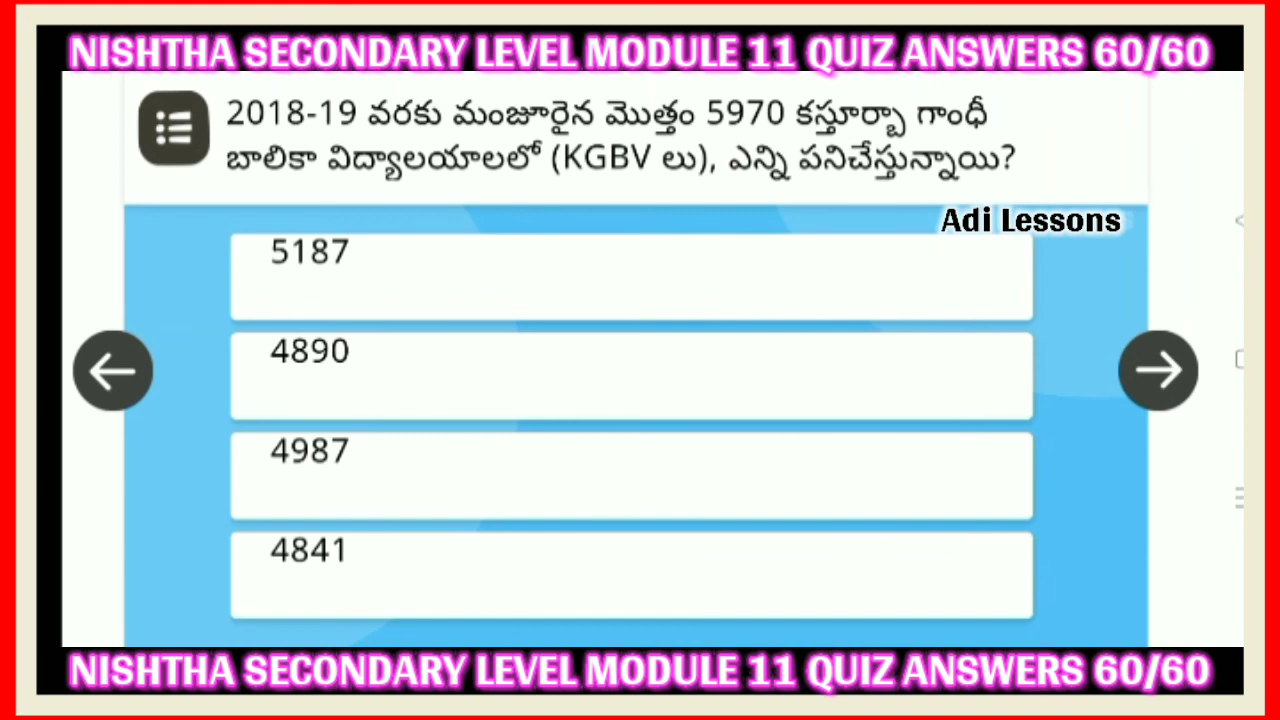 NISHTHA SECONDARY LEVEL MODULE 11 QUIZ ANSWERS 60/60
2018-19 వరకు మంజూరైన మొత్తం 5970 కస్తూర్బా గాంధీ
బాలికా విద్యాలయాలలో (KGBV లు), ఎన్ని పనిచేస్తున్నాయి?
Adi Lessons
5187
4890
4987
4841
NISHTHA SECONDARY LEVEL MODULE 11 QUIZ ANSWERS 60/60